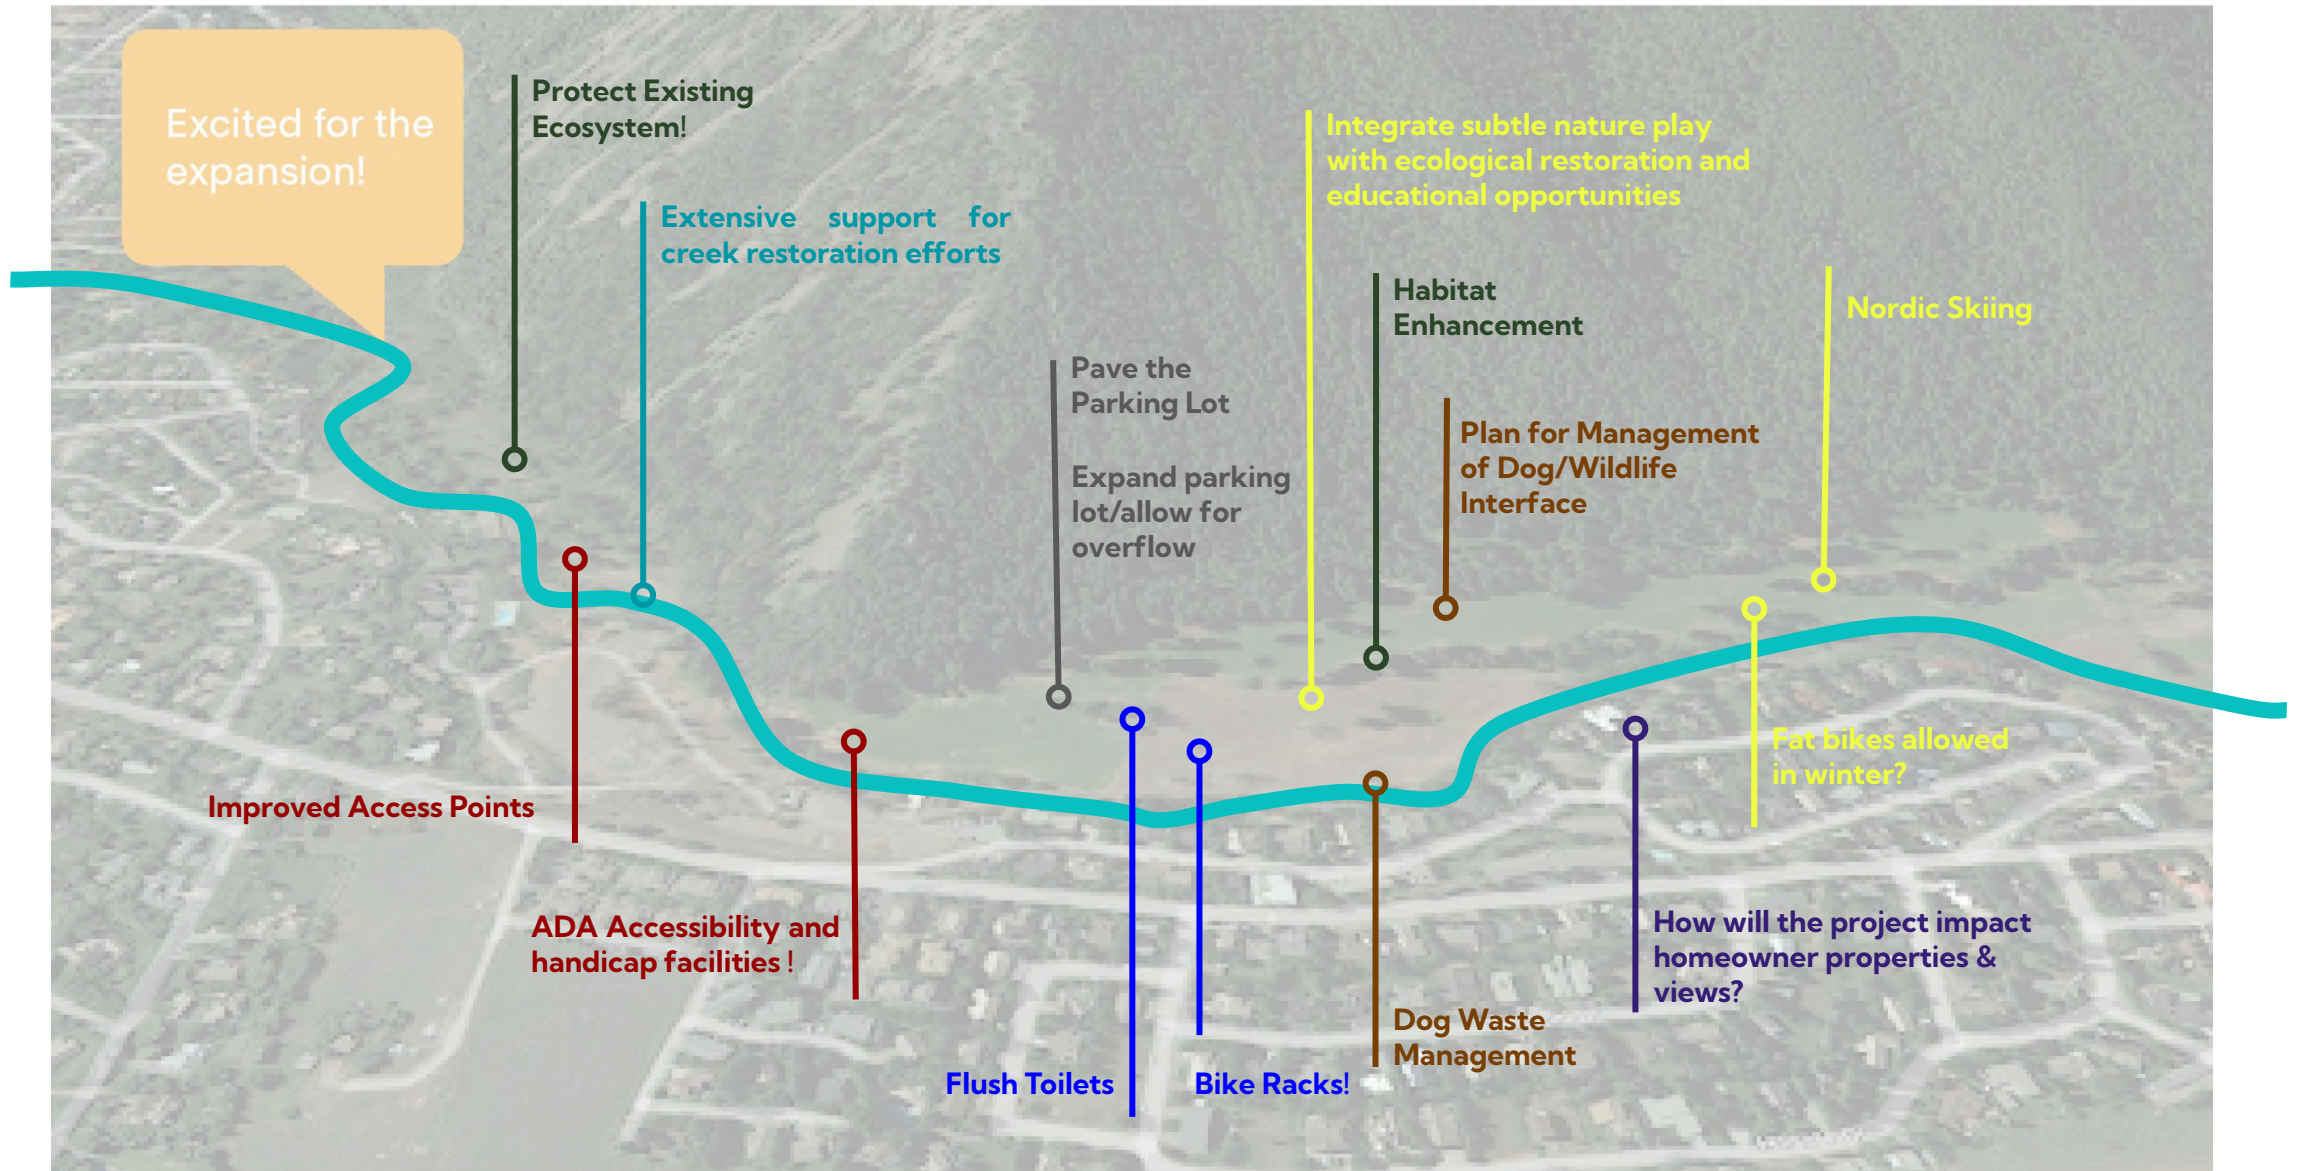 Excited for the
expansion!
Protect Existing
Ecosystem!
Extensive support for
creek restoration efforts
Integrate subtle nature play
with ecological restoration and
educational opportunities
Habitat
Enhancement
Nordic Skiing
Pave the
Parking Lot
Expand parking
lot/allow for
overflow
Plan for Management
of Dog/Wildlife
Interface
Improved Access Points
ADA Accessibility and
handicap facilities !
Flush Toilets
Bike Racks!
Dog Waste
Management
Fat bikes allowed
in winter?
How will the project impact
homeowner properties &
views?